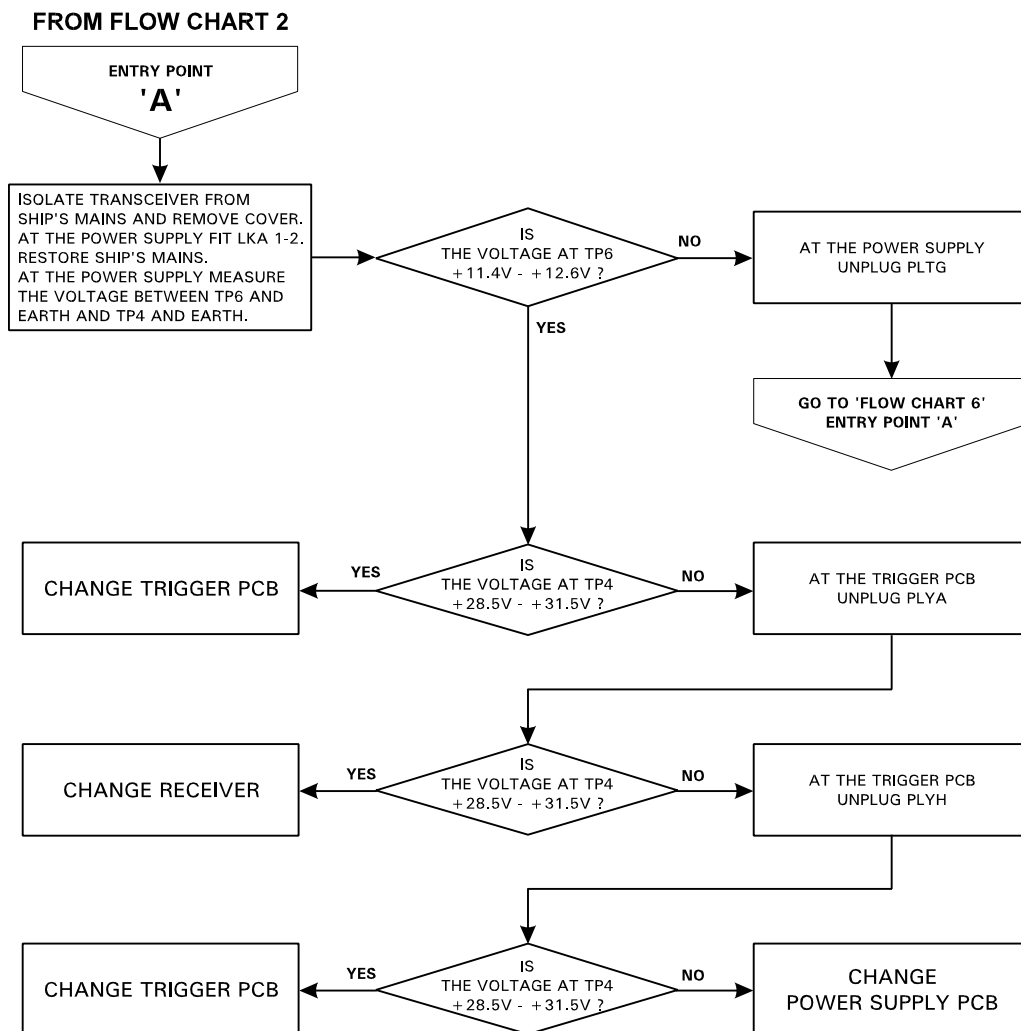 FROM FLOW CHART 2
ENTRY POINT
'A'
ISOLATE TRANSCEIVER FROM
SHIP'S MAINS AND REMOVE COVER.
AT THE POWER SUPPLY FIT LKA 1-2.
RESTORE SHIP'S MAINS.
AT THE POWER SUPPLY MEASURE
THE VOLTAGE BETWEEN TP6 AND
EARTH AND TP4 AND EARTH.
IS
THE VOLTAGE AT TP6
+11.4V - +12.6V ?
NO
AT THE POWER SUPPLY
UNPLUG PLTG
YES
GO TO 'FLOW CHART 6'
ENTRY POINT 'A'
CHANGE TRIGGER PCB
YES
IS
THE VOLTAGE AT TP4
+28.5V - +31.5V ?
NO
AT THE TRIGGER PCB
UNPLUG PLYA
CHANGE RECEIVER
YES
IS
THE VOLTAGE AT TP4
+28.5V - +31.5V ?
NO
AT THE TRIGGER PCB
UNPLUG PLYH
CHANGE TRIGGER PCB
YES
IS
THE VOLTAGE AT TP4
+28.5V - +31.5V ?
NO
CHANGE
POWER SUPPLY PCB